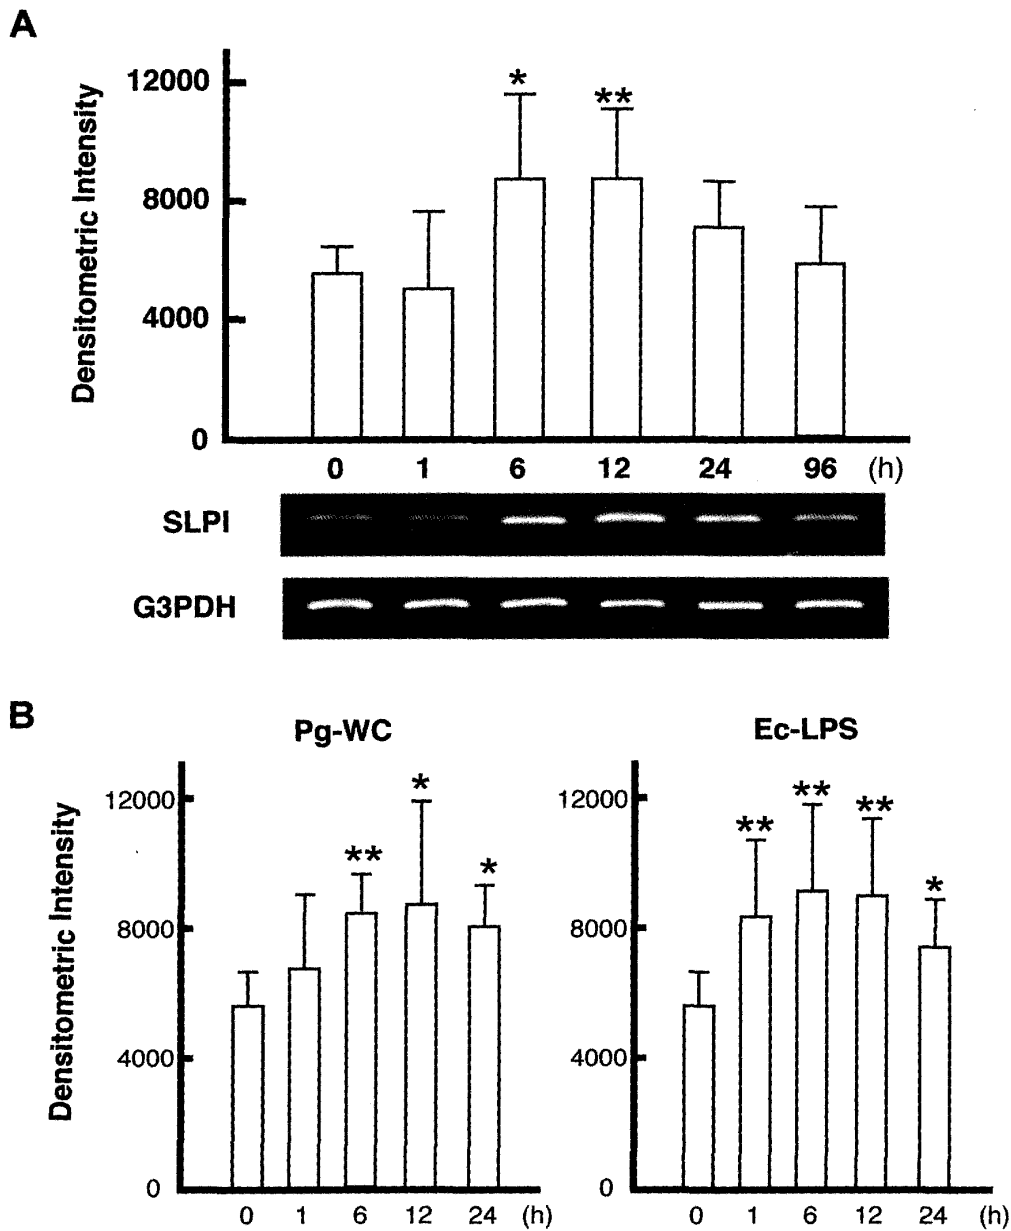 A
Densitometric Intensity
12000
8000
4000
0
*
**
0 1 6 12 24 96 (h)
SLPI
G3PDH
B
Pg-WC
Densitometric Intensity
12000
8000
4000
0
**
*
*
0 1 6 12 24 (h)
Ec-LPS
12000
8000
4000
0
**
**
**
*
0 1 6 12 24 (h)